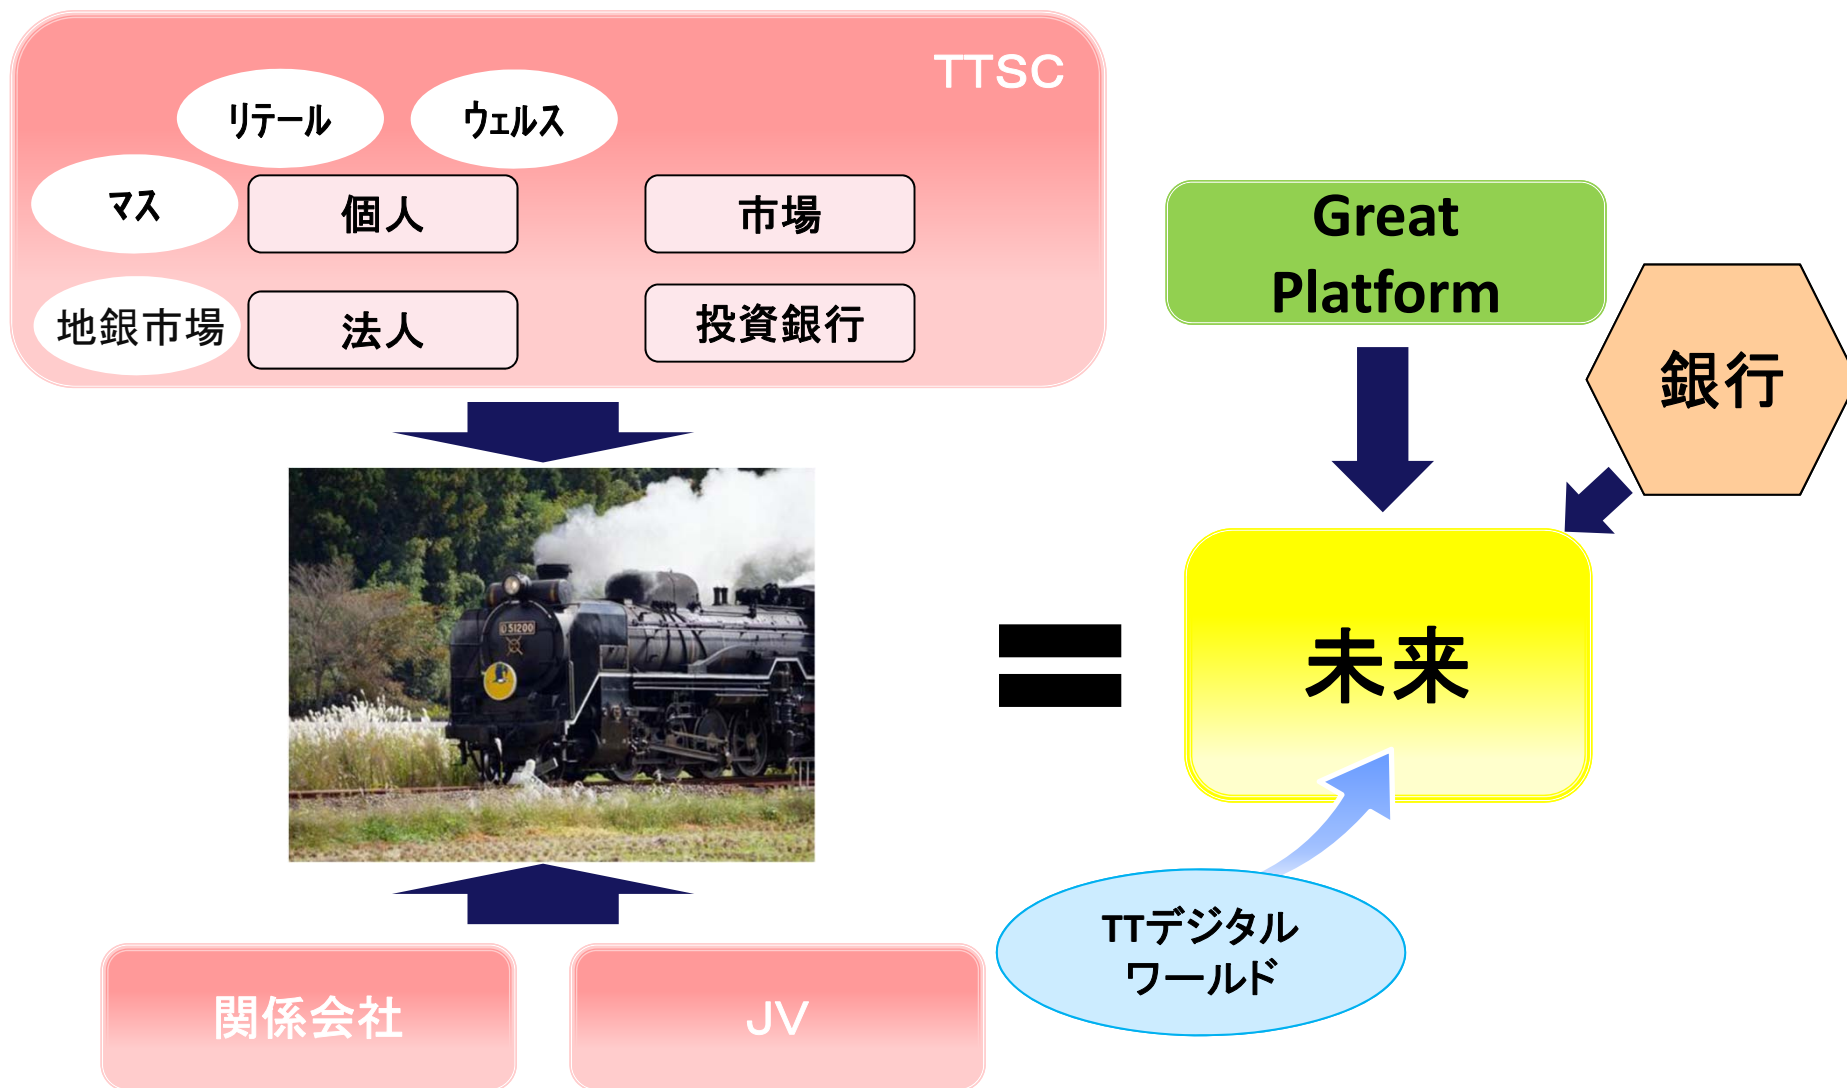 TTSC
リテール
ウェルス
マス
個人
市場
地銀市場
法人
投資銀行
Great
Platform
銀行
D51200
未来
TTデジタル
ワールド
関係会社
JV